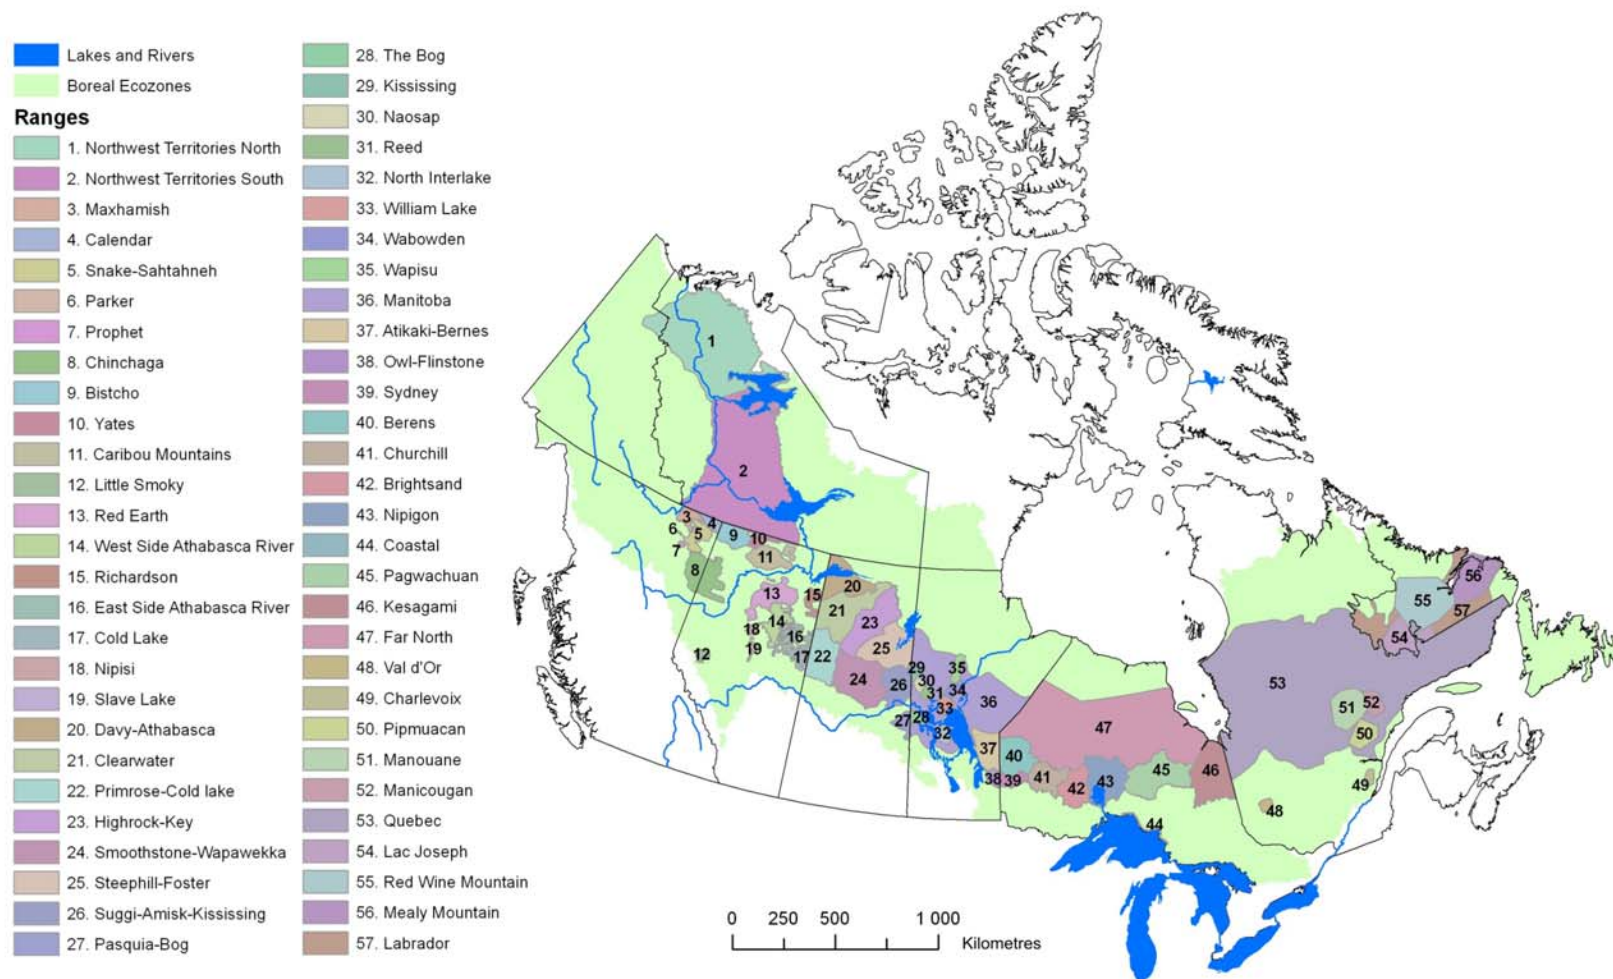 Lakes and Rivers
Boreal Ecozones
Ranges
1. Northwest Territories North
2. Northwest Territories South
3. Maxhamish
4. Calendar
5. Snake-Sahtahneh
6. Parker
7. Prophet
8. Chinchaga
9. Bistcho
10. Yates
11. Caribou Mountains
12. Little Smoky
13. Red Earth
14. West Side Athabasca River
15. Richardson
16. East Side Athabasca River
17. Cold Lake
18. Nipisi
19. Slave Lake
20. Davy-Athabasca
21. Clearwater
22. Primrose-Cold lake
23. Highrock-Key
24. Smoothstone-Wapawekka
25. Steephill-Foster
26. Suggi-Amisk-Kississing
27. Pasquia-Bog
28. The Bog
29. Kississing
30. Naosap
31. Reed
32. North Interlake
33. William Lake
34. Wabowden
35. Wapisu
36. Manitoba
37. Atikaki-Bernes
38. Owl-Flinstone
39. Sydney
40. Berens
41. Churchill
42. Brightsand
43. Nipigon
44. Coastal
45. Pagwachuan
46. Kesagami
47. Far North
48. Val d'Or
49. Charlevoix
50. Pipmuacan
51. Manouane
52. Manicougan
53. Quebec
54. Lac Joseph
55. Red Wine Mountain
56. Mealy Mountain
57. Labrador
1
2
3
4
6
5
7
9
10
11
8
13
15
20
21
14
18
16
19
17
12
22
23
25
24
26
29
30
35
31
34
33
27
28
32
36
37
38
39
40
41
42
43
44
45
46
47
48
49
50
51
52
53
54
55
56
57
0 250 500 1 000
Kilometres